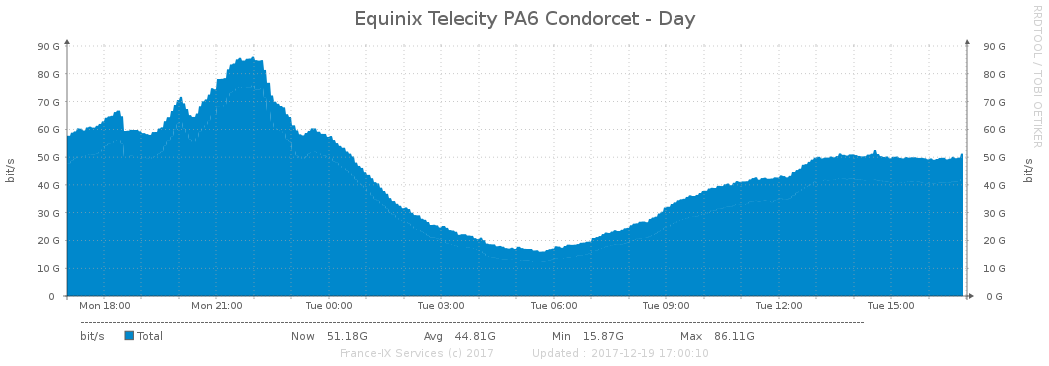 Equinix Telecity PA6 Condorcet - Day
RRDTOOL / TOBI OETIKER
90 G 90 G
80 G 80 G
70 G 70 G
60 G 60 G
50 G 50 G
40 G 40 G
30 G 30 G
20 G 20 G
10 G 10 G
0 0 G
bit/s bit/s
Mon 18:00 Mon 21:00 Tue 00:00 Tue 03:00 Tue 06:00 Tue 09:00 Tue 12:00 Tue 15:00
bit/s Total Now 51.18G Avg 44.81G Min 15.87G Max 86.11G
France-IX Services (c) 2017 Updated : 2017-12-19 17:00:10